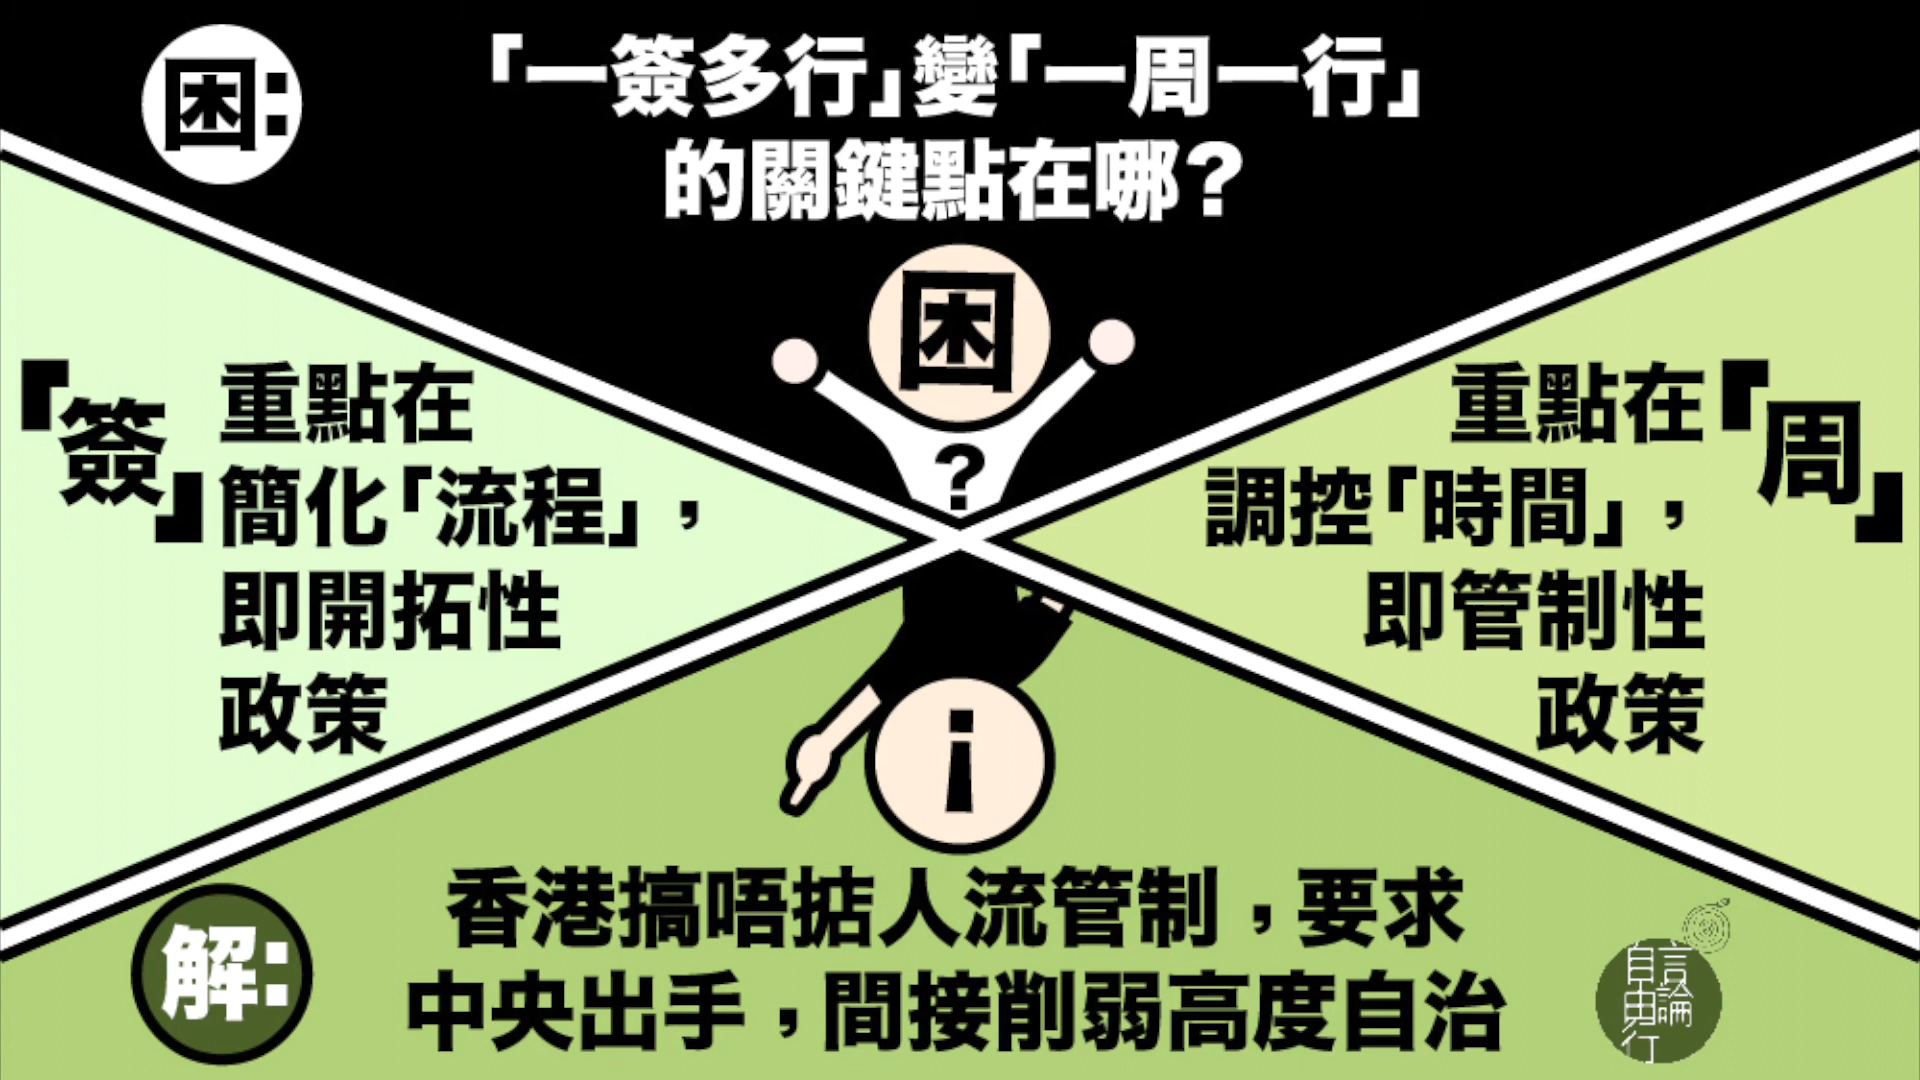 困:
「一簽多行」變「一周一行」
的關鍵點在哪？
困
?
「簽」
重點在
簡化「流程」，
即開拓性
政策
重點在
調控「時間」，
即管制性
政策
「周」
¡
解:
香港搞唔掂人流管制，要求
中央出手，間接削弱高度自治
言論
自由行